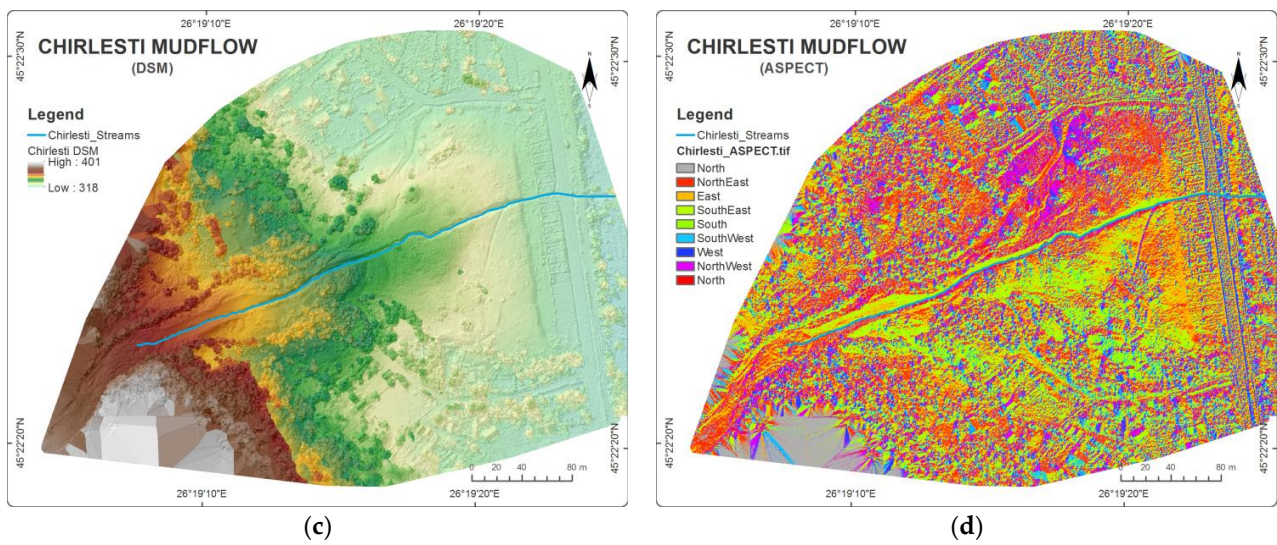 26°19'10"E
26°19'20"E
CHIRLESTI MUDFLOW
(DSM)
45°22'30"N
45°22'30"N
N
S
Legend
Chirlesti_Streams
Chirlesti DSM
High : 401
Low : 318
45°22'20"N
45°22'20"N
0 20 40 80 m
26°19'10"E
26°19'20"E
(c)
26°19'10"E
26°19'20"E
CHIRLESTI MUDFLOW
(ASPECT)
45°22'30"N
45°22'30"N
N
S
Legend
Chirlesti_Streams
Chirlesti_ASPECT.tif
North
NorthEast
East
SouthEast
South
SouthWest
West
NorthWest
North
45°22'20"N
45°22'20"N
0 20 40 80 m
26°19'10"E
26°19'20"E
(d)